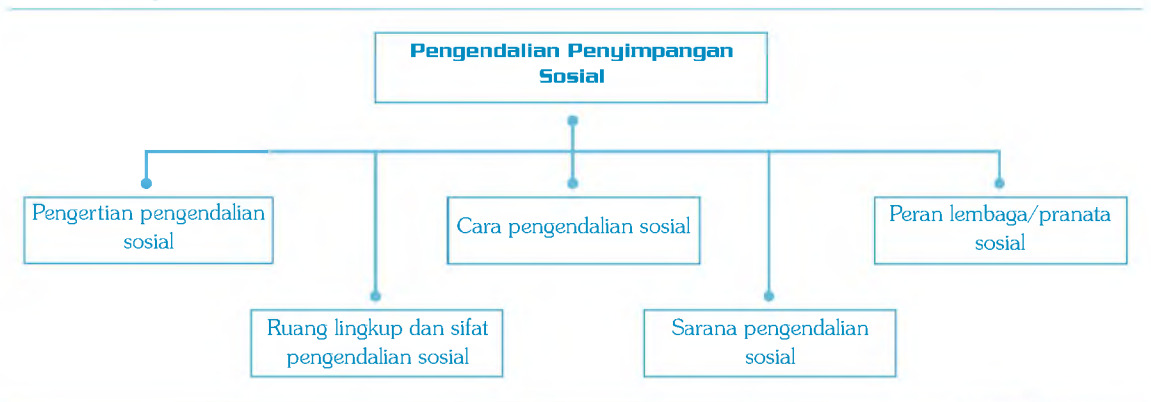 Pengendalian Penyimpangan
Sosial
Pengertian pengendalian
sosial
Cara pengendalian sosial
Peran lembaga/pranata
sosial
Ruang lingkup dan sifat
pengendalian sosial
Sarana pengendalian
sosial